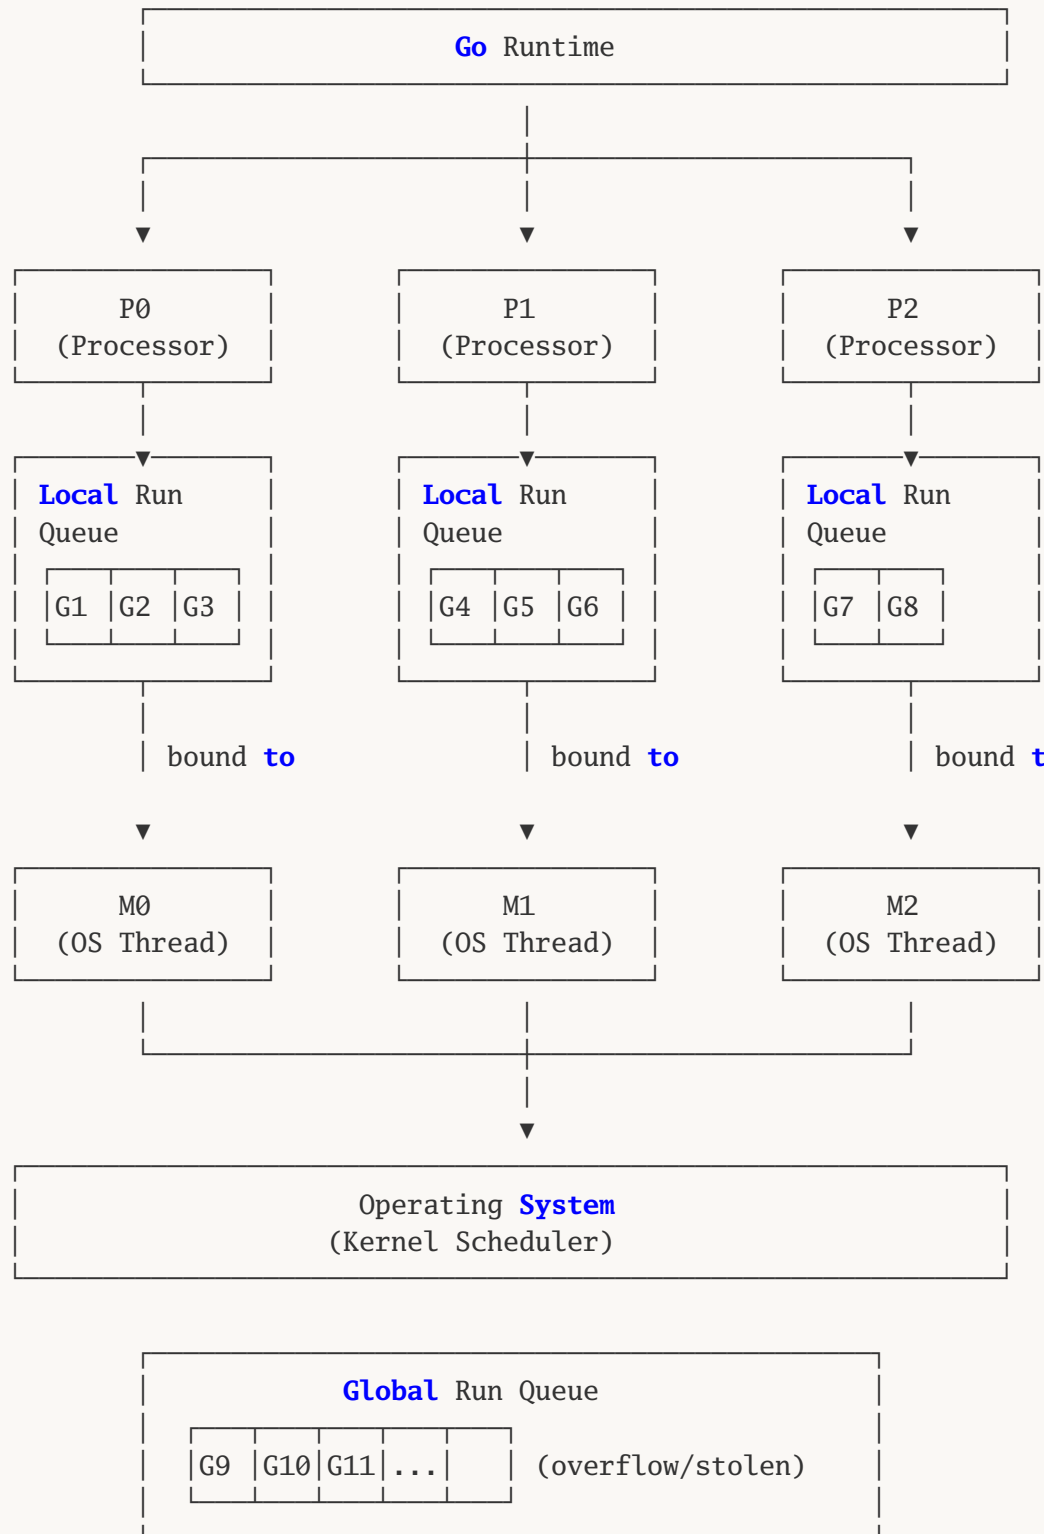 Go Runtime
P0 P1 P2
(Processor) (Processor) (Processor)
Local Run Local Run Local Run
Queue Queue Queue
G1 G2 G3 G4 G5 G6 G7 G8
bound to bound to bound t
M0 M1 M2
(OS Thread) (OS Thread) (OS Thread)
Operating System
(Kernel Scheduler)
Global Run Queue
G9 G10 G11 ... (overflow/stolen)